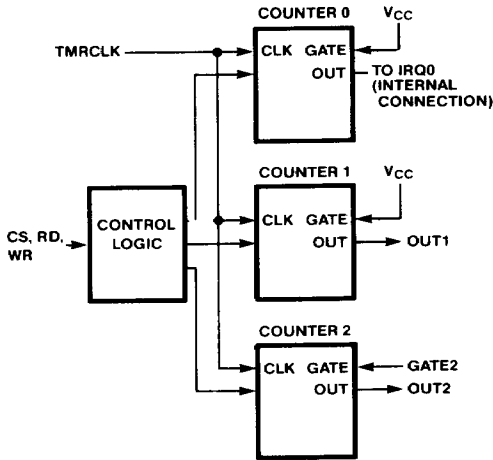 COUNTER 0
VCC
TMRCLK
CLK GATE
OUT
TO IRQ0
(INTERNAL
CONNECTION)
COUNTER 1
VCC
CONTROL
LOGIC
CS, RD,
WR
CLK GATE
OUT
OUT1
COUNTER 2
CLK GATE
GATE2
OUT
OUT2